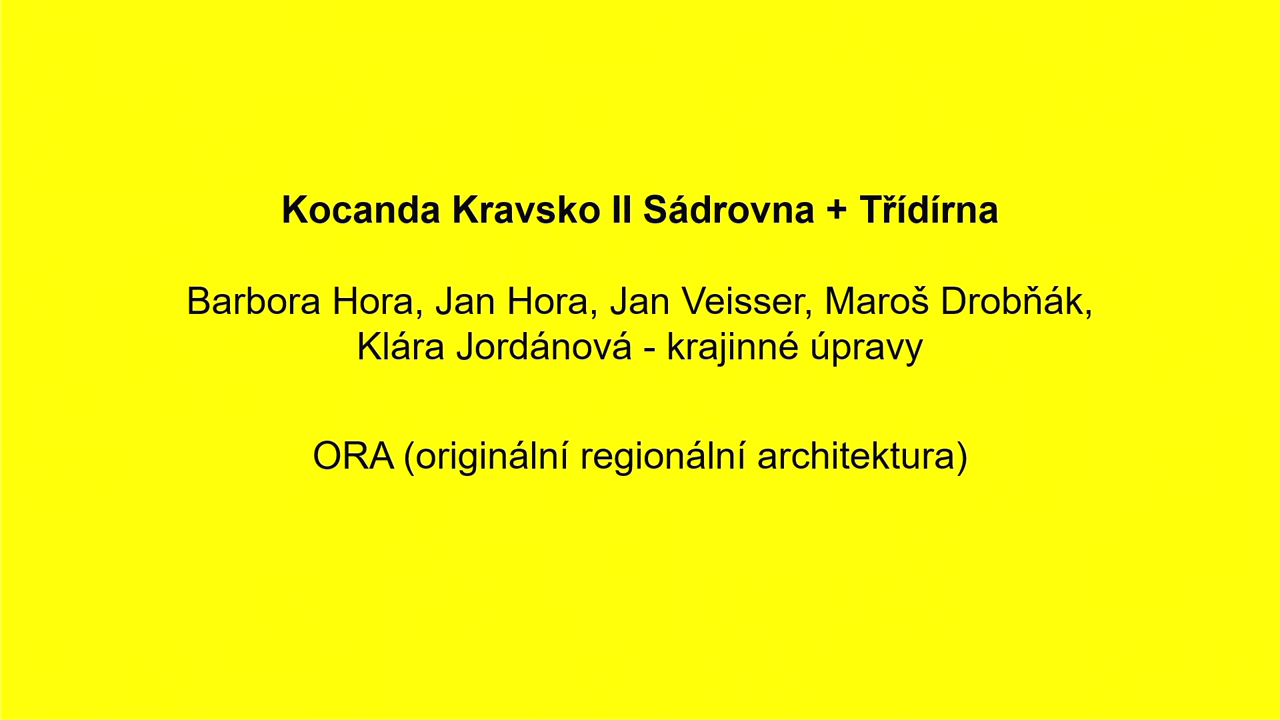 Kocanda Kravsko II Sádrovna + Třídírna
Barbora Hora, Jan Hora, Jan Veisser, Maroš Drobňák,
Klára Jordánová - krajinné úpravy
ORA (originální regionální architektura)